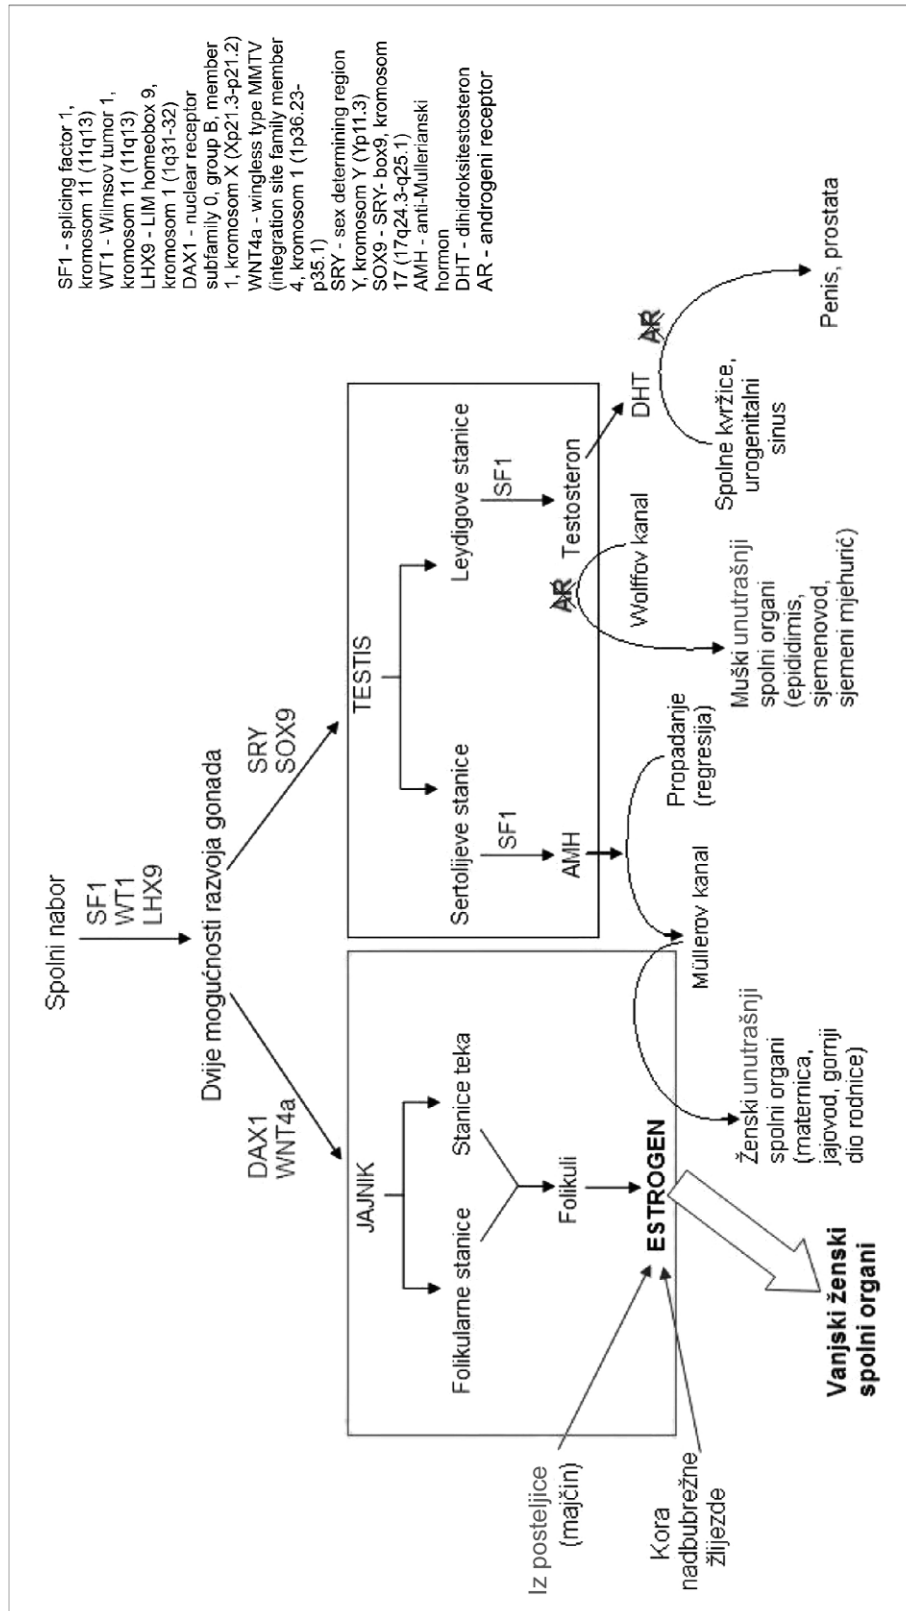 Spolni nabor
SF1
WT1
LHX9
Dvije mogućnosti razvoja gonada
DAX1
WNT4a
SRY
SOX9
JAJNIK
Folikularne stanice
Stanice teka
Folikuli
ESTROGEN
Iz posteljice
(majčin)
Kora
nadbubrežne
žlijezde
Vanjski ženski
spolni organi
TESTIS
Sertolijeve stanice
Leydigove stanice
SF1
SF1
AMH
Testosteron
AR
DHT
AR
Propadanje
(regresija)
Müllerov kanal
Wolffov kanal
Spolne kvržice,
urogenitalni
sinus
Ženski unutrašnji
spolni organi
(maternica,
jajovod, gornji
dio rodnice)
Muški unutrašnji
spolni organi
(epididimis,
sjemenovod,
sjemeni mjehurić)
Penis, prostata
SF1 - splicing factor 1,
kromosom 11 (11q13)
WT1 - Wilmsov tumor 1,
kromosom 11 (11q13)
LHX9 - LIM homeobox 9,
kromosom 1 (1q31-32)
DAX1 - nuclear receptor
subfamily 0, group B, member
1, kromosom X (Xp21.3-p21.2)
WNT4a - wingless type MMTV
(integration site family member
4, kromosom 1 (1p36.23-
p35.1)
SRY - sex determining region
Y, kromosom Y (Yp11.3)
SOX9 - SRY- box9, kromosom
17 (17q24.3-q25.1)
AMH - anti-Mullerianski
hormon
DHT - dihidroksitestosteron
AR - androgeni receptor